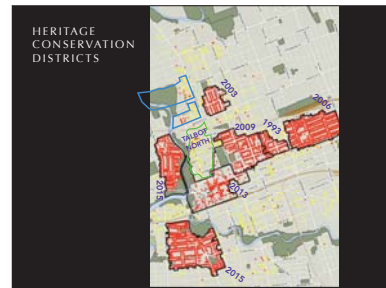 HERITAGE
CONSERVATION
DISTRICTS
2003
2006
2009
1993
TALBOT
NORTH
2015
2013
2015